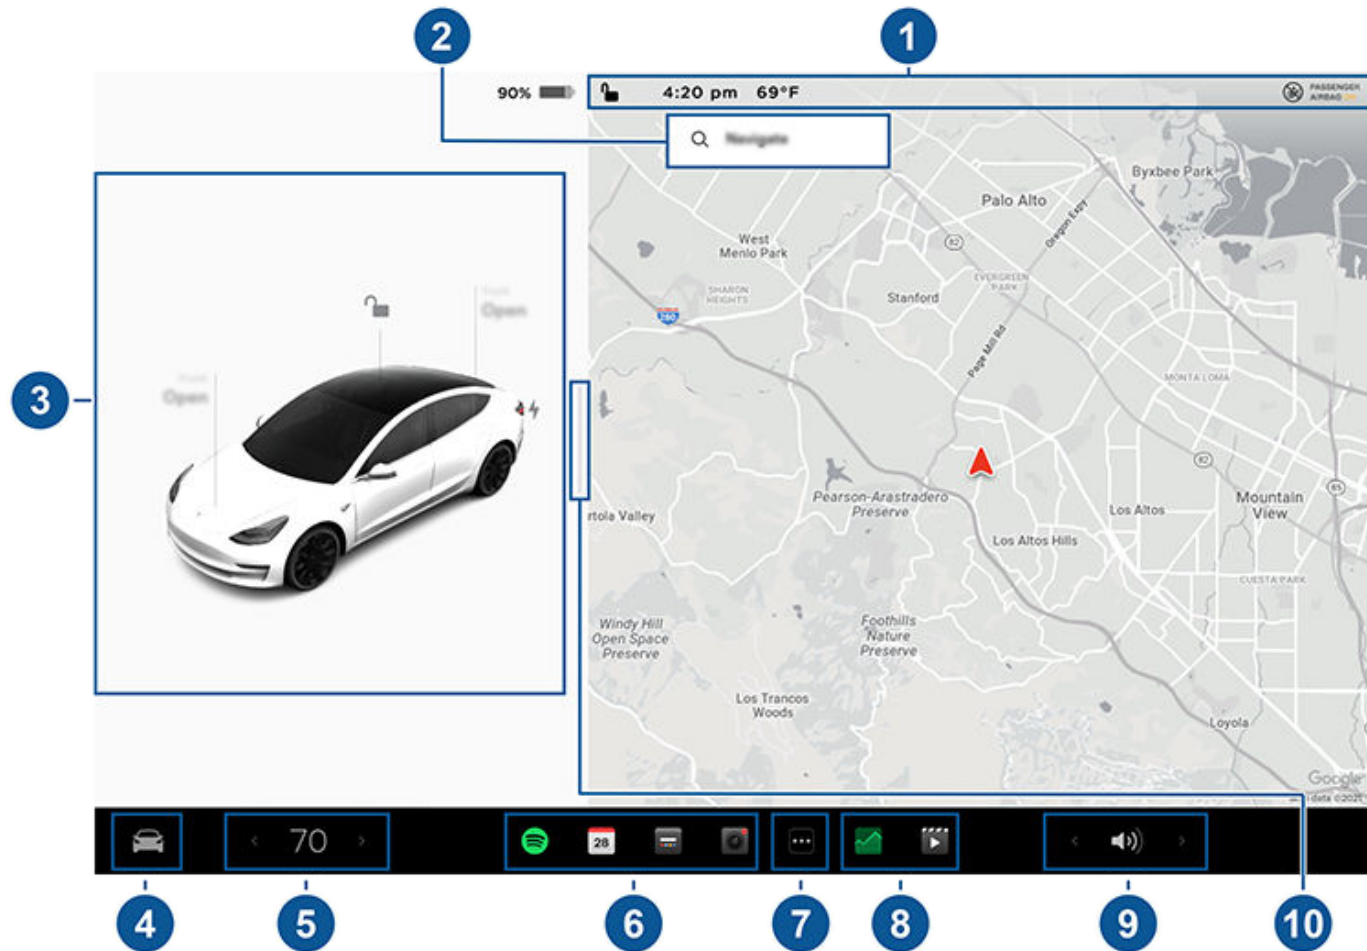 2
1
90%
4:20 pm 69°F
PASSENGER
AIRBAG
Byxbee Park
Palo Alto
Oregon Expy
82
West
Menlo Park
EVERGREEN
PARK
SHARON
HEIGHTS
Stanford
280
Page Mill Rd
3
MONTA LOMA
82
85
Pearson-Arastradero
Preserve
Mountain
View
Los Altos
rtola Valley
Los Altos Hills
CUESTA PARK
Windy Hill
Open Space
Preserve
Foothills
Nature
Preserve
Los Trancos
Woods
Loyola
Google
data ©202
70
28
4
5
6
7
8
9
10